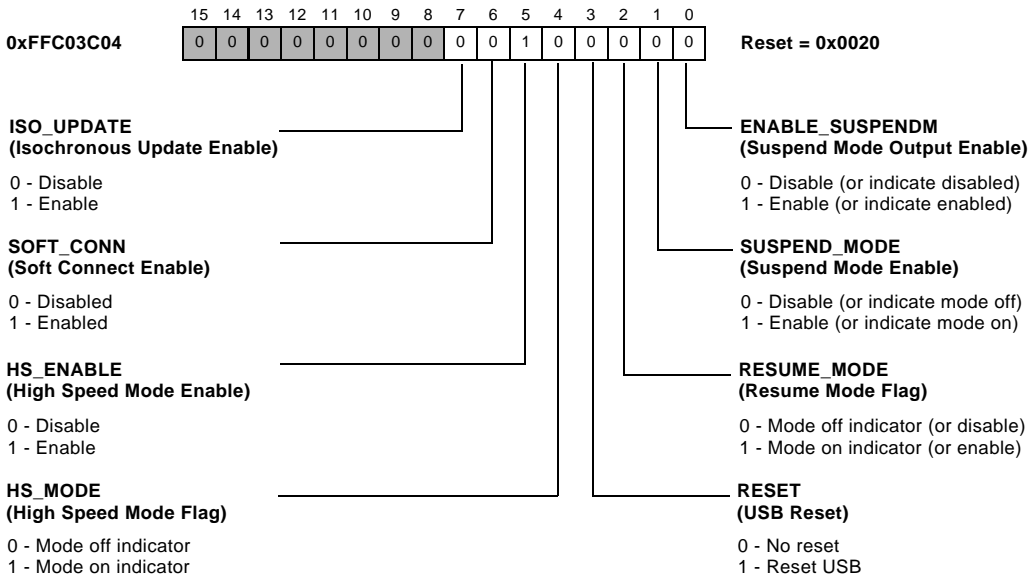 15 14 13 12 11 10 9 8 7 6 5 4 3 2 1 0
0xFFC03C04 0 0 0 0 0 0 0 0 0 0 1 0 0 0 0 0 Reset = 0x0020
ISO_UPDATE
(Isochronous Update Enable)
0 - Disable
1 - Enable
SOFT_CONN
(Soft Connect Enable)
0 - Disabled
1 - Enabled
HS_ENABLE
(High Speed Mode Enable)
0 - Disable
1 - Enable
HS_MODE
(High Speed Mode Flag)
0 - Mode off indicator
1 - Mode on indicator
ENABLE_SUSPENDM
(Suspend Mode Output Enable)
0 - Disable (or indicate disabled)
1 - Enable (or indicate enabled)
SUSPEND_MODE
(Suspend Mode Enable)
0 - Disable (or indicate mode off)
1 - Enable (or indicate mode on)
RESUME_MODE
(Resume Mode Flag)
0 - Mode off indicator (or disable)
1 - Mode on indicator (or enable)
RESET
(USB Reset)
0 - No reset
1 - Reset USB